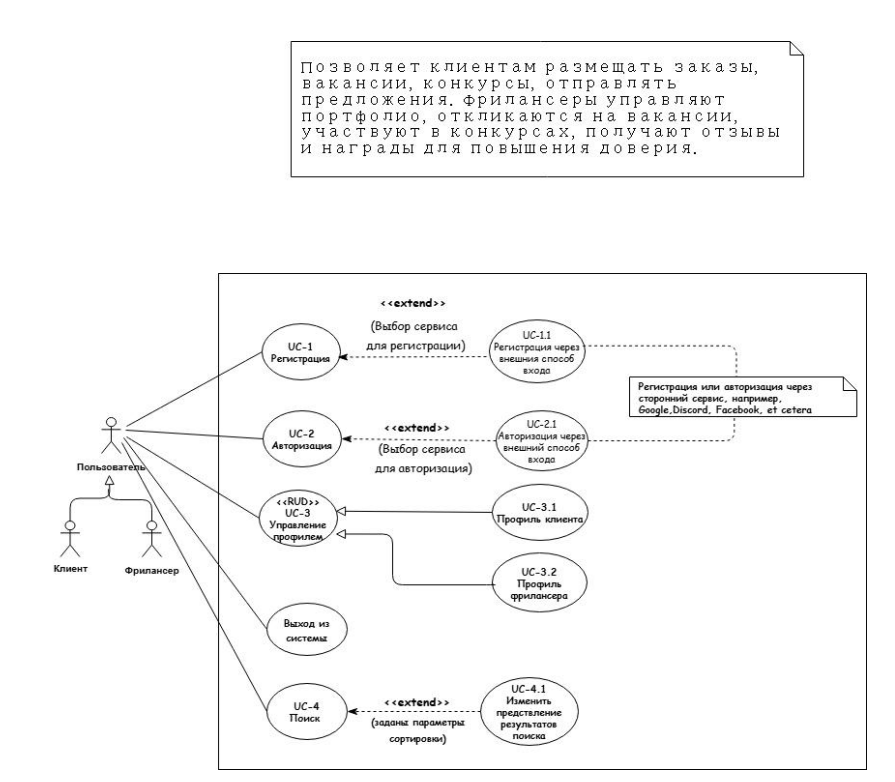 Позволяет клиентам размещать заказы,
вакансии, конкурсы, отправлять
предложения. Фрилансеры управляют
портфолио, откликаются на вакансии,
участвуют в конкурсах, получают отзывы
и награды для повышения доверия.
<<extend>>
(Выбор сервиса
для регистрации)
UC-1
Регистрация
UC-1.1
Регистрация через
внешния способ
входа
Регистрация или авторизация через
сторонний сервис, например,
Google,Discord, Facebook, et cetera
UC-2
Авторизация
<<extend>>
(Выбор сервиса
для авторизация)
UC-2.1
Авторизация через
внешний способ
входа
Пользователь
Клиент
Фрилансер
<<RUD>>
UC-3
Управление
профилем
UC-3.1
Профиль клиента
UC-3.2
Профиль
фрилансера
Выход из
системы
UC-4
Поиск
<<extend>>
(заданы параметры
сортировки)
UC-4.1
Изменить
предствление
результатов
поиска